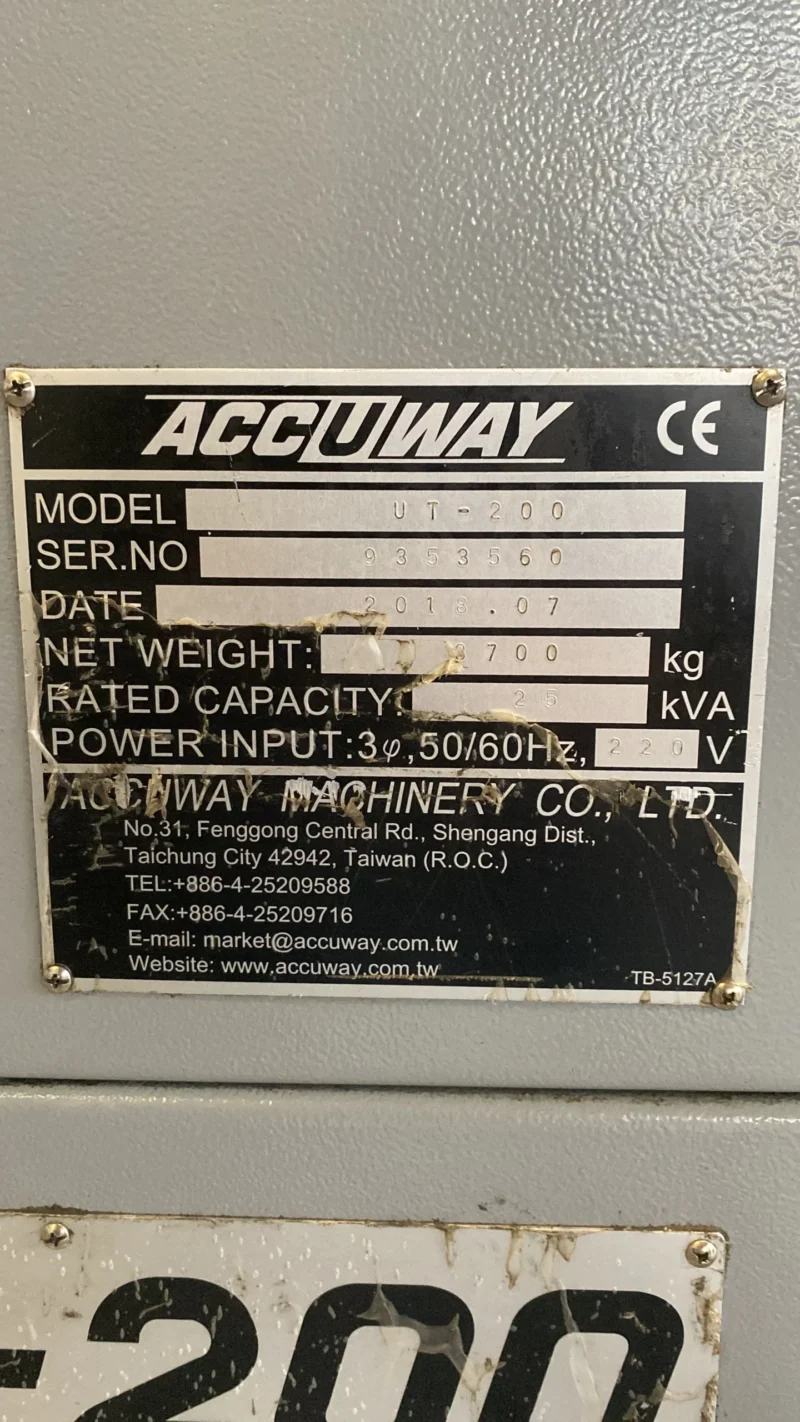 ACCUWAY CE
MODEL UT-200
SER.NO 9353560
DATE 2018.07
NET WEIGHT: 3700 kg
RATED CAPACITY: 25 kVA
POWER INPUT:3φ,50/60Hz, 220 V
ACCUWAY MACHINERY CO., LTD.
No.31, Fenggong Central Rd., Shengang Dist.,
Taichung City 42942, Taiwan (R.O.C.)
TEL:+886-4-25209588
FAX:+886-4-25209716
E-mail: market@accuway.com.tw
Website: www.accuway.com.tw
TB-5127A
-200